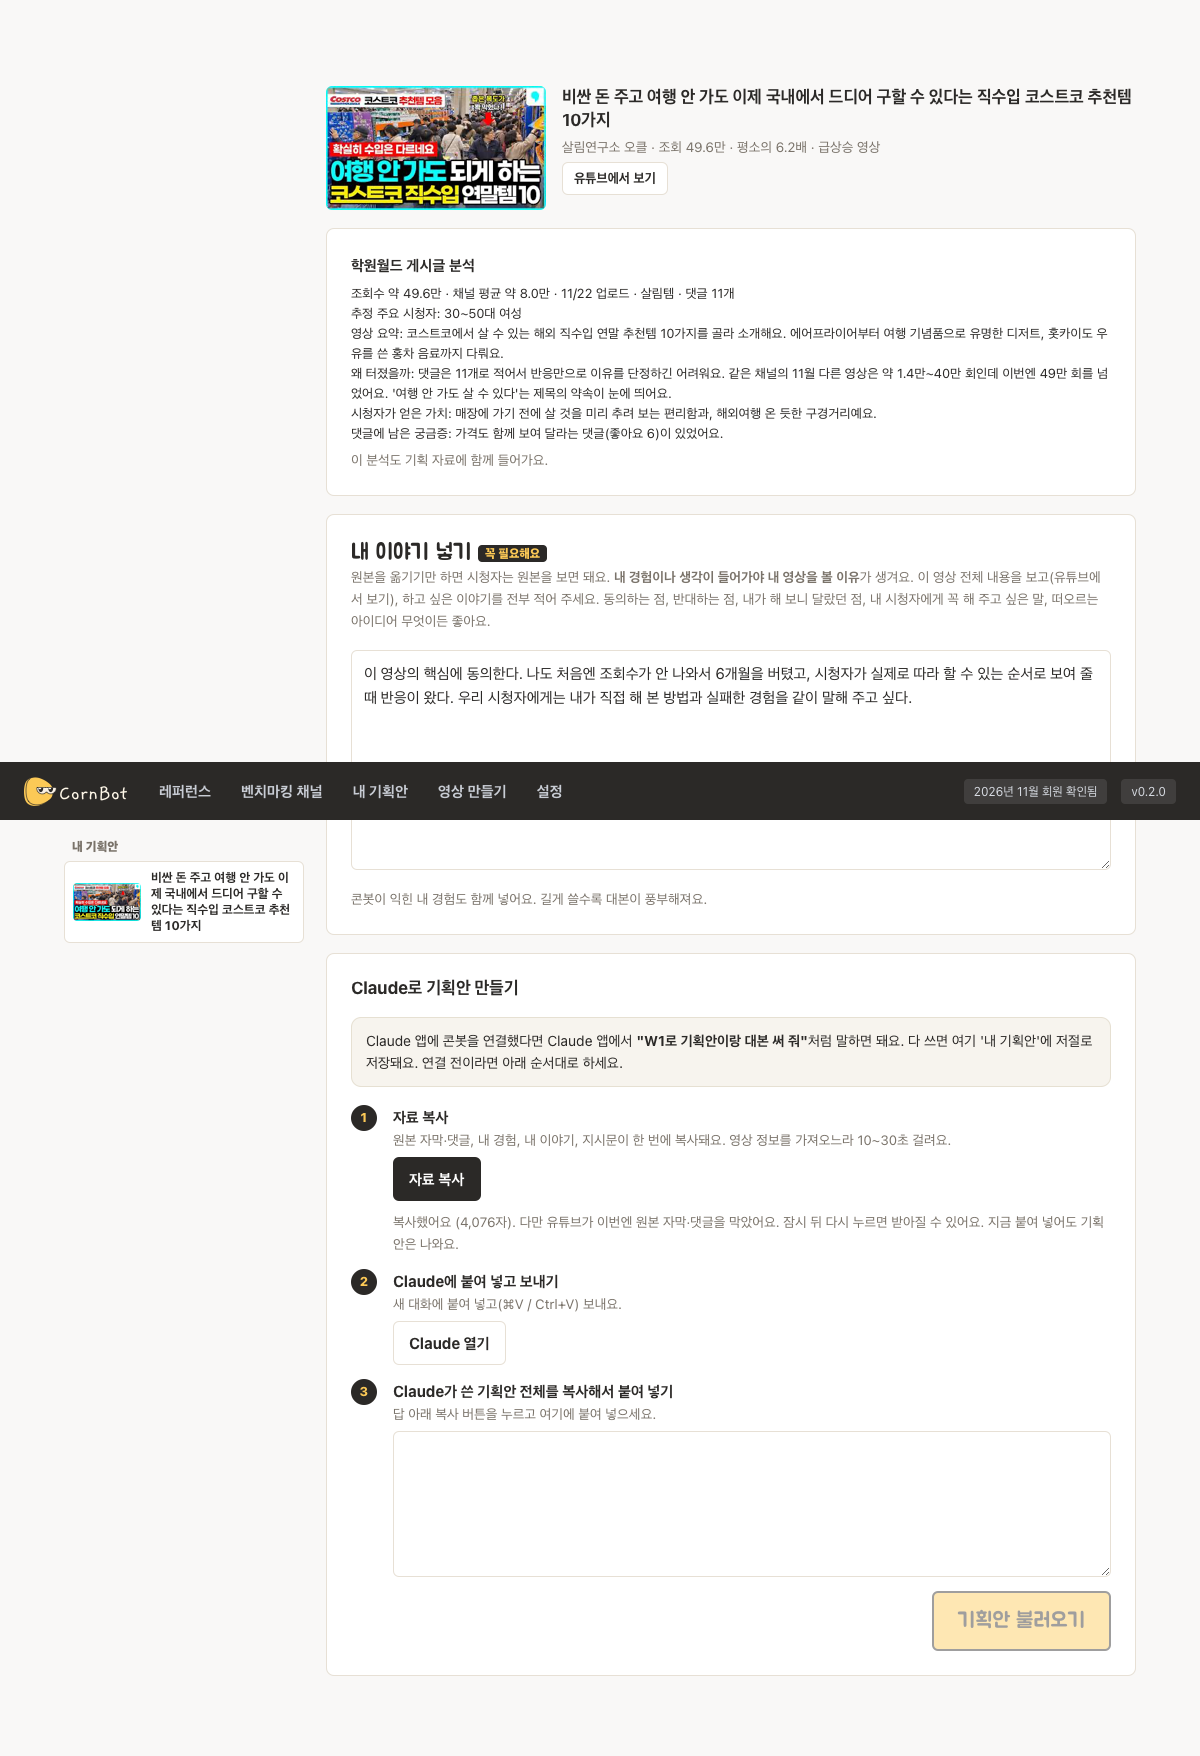 COSTCO 코스트코 추천템 모음
확실히 수입은 다르네요
여행 안 가도 되게 하는
코스트코 직수입 연말템 10
비싼 돈 주고 여행 안 가도 이제 국내에서 드디어 구할 수 있다는 직수입 코스트코 추천템
10가지
살림연구소 오클 · 조회 49.6만 · 평소의 6.2배 · 급상승 영상
유튜브에서 보기
학원월드 게시글 분석
조회수 약 49.6만 · 채널 평균 약 8.0만 · 11/22 업로드 · 살림템 · 댓글 11개
추정 주요 시청자: 30~50대 여성
영상 요약: 코스트코에서 살 수 있는 해외 직수입 연말 추천템 10가지를 골라 소개해요. 에어프라이어부터 여행 기념품으로 유명한 디저트, 홋카이도 우
유를 쓴 홍차 음료까지 다뤄요.
왜 터졌을까: 댓글은 11개로 적어서 반응만으로 이유를 단정하긴 어려워요. 같은 채널의 11월 다른 영상은 약 1.4만~40만 회인데 이번엔 49만 회를 넘
었어요. '여행 안 가도 살 수 있다'는 제목의 약속이 눈에 띄어요.
시청자가 얻은 가치: 매장에 가기 전에 살 것을 미리 추려 보는 편리함과, 해외여행 온 듯한 구경거리예요.
댓글에 남은 궁금증: 가격도 함께 보여 달라는 댓글(좋아요 6)이 있었어요.
이 분석도 기획 자료에 함께 들어가요.
내 이야기 넣기 꼭 필요해요
원본을 옮기기만 하면 시청자는 원본을 보면 돼요. 내 경험이나 생각이 들어가야 내 영상을 볼 이유가 생겨요. 이 영상 전체 내용을 보고(유튜브에
서 보기), 하고 싶은 이야기를 전부 적어 주세요. 동의하는 점, 반대하는 점, 내가 해 보니 달랐던 점, 내 시청자에게 꼭 해 주고 싶은 말, 떠오르는
아이디어 무엇이든 좋아요.
이 영상의 핵심에 동의한다. 나도 처음엔 조회수가 안 나와서 6개월을 버텼고, 시청자가 실제로 따라 할 수 있는 순서로 보여 줄
때 반응이 왔다. 우리 시청자에게는 내가 직접 해 본 방법과 실패한 경험을 같이 말해 주고 싶다.
CornBot 레퍼런스 벤치마킹 채널 내 기획안 영상 만들기 설정 2026년 11월 회원 확인됨 v0.2.0
내 기획안
비싼 돈 주고 여행 안 가도 이
제 국내에서 드디어 구할 수
있다는 직수입 코스트코 추천
템 10가지
콘봇이 익힌 내 경험도 함께 넣어요. 길게 쓸수록 대본이 풍부해져요.
Claude로 기획안 만들기
Claude 앱에 콘봇을 연결했다면 Claude 앱에서 "W1로 기획안이랑 대본 써 줘"처럼 말하면 돼요. 다 쓰면 여기 '내 기획안'에 저절로
저장돼요. 연결 전이라면 아래 순서대로 하세요.
1 자료 복사
원본 자막·댓글, 내 경험, 내 이야기, 지시문이 한 번에 복사돼요. 영상 정보를 가져오느라 10~30초 걸려요.
자료 복사
복사했어요 (4,076자). 다만 유튜브가 이번엔 원본 자막·댓글을 막았어요. 잠시 뒤 다시 누르면 받아질 수 있어요. 지금 붙여 넣어도 기획
안은 나와요.
2 Claude에 붙여 넣고 보내기
새 대화에 붙여 넣고(⌘V / Ctrl+V) 보내요.
Claude 열기
3 Claude가 쓴 기획안 전체를 복사해서 붙여 넣기
답 아래 복사 버튼을 누르고 여기에 붙여 넣으세요.
기획안 불러오기